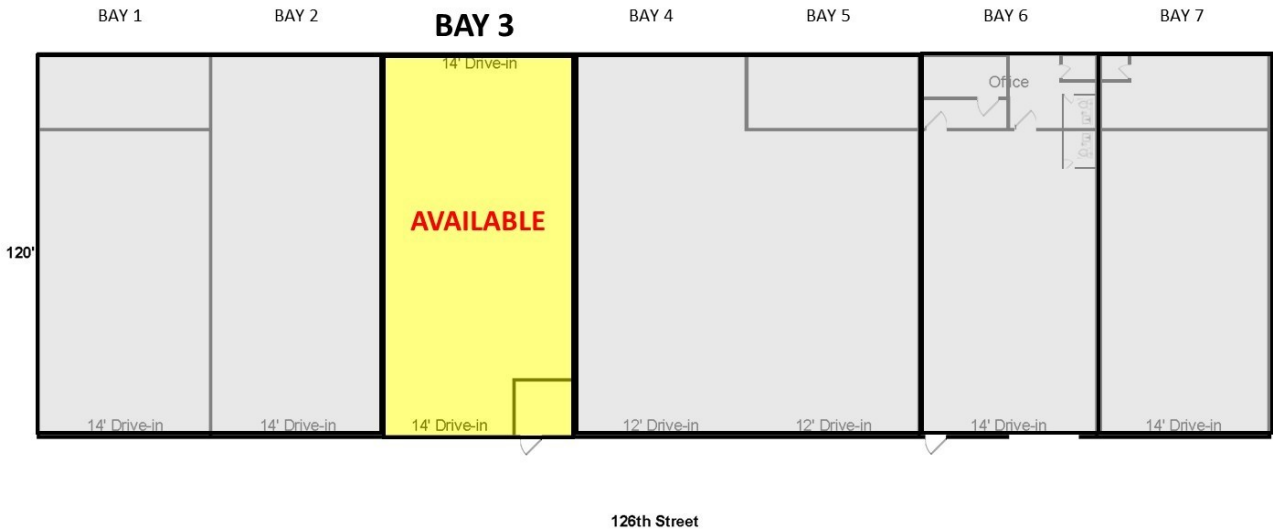 BAY 1
BAY 2
BAY 3
BAY 4
BAY 5
BAY 6
BAY 7
14' Drive-in
Office
AVAILABLE
120'
14' Drive-in
14' Drive-in
14' Drive-in
12' Drive-in
12' Drive-in
14' Drive-in
14' Drive-in
126th Street